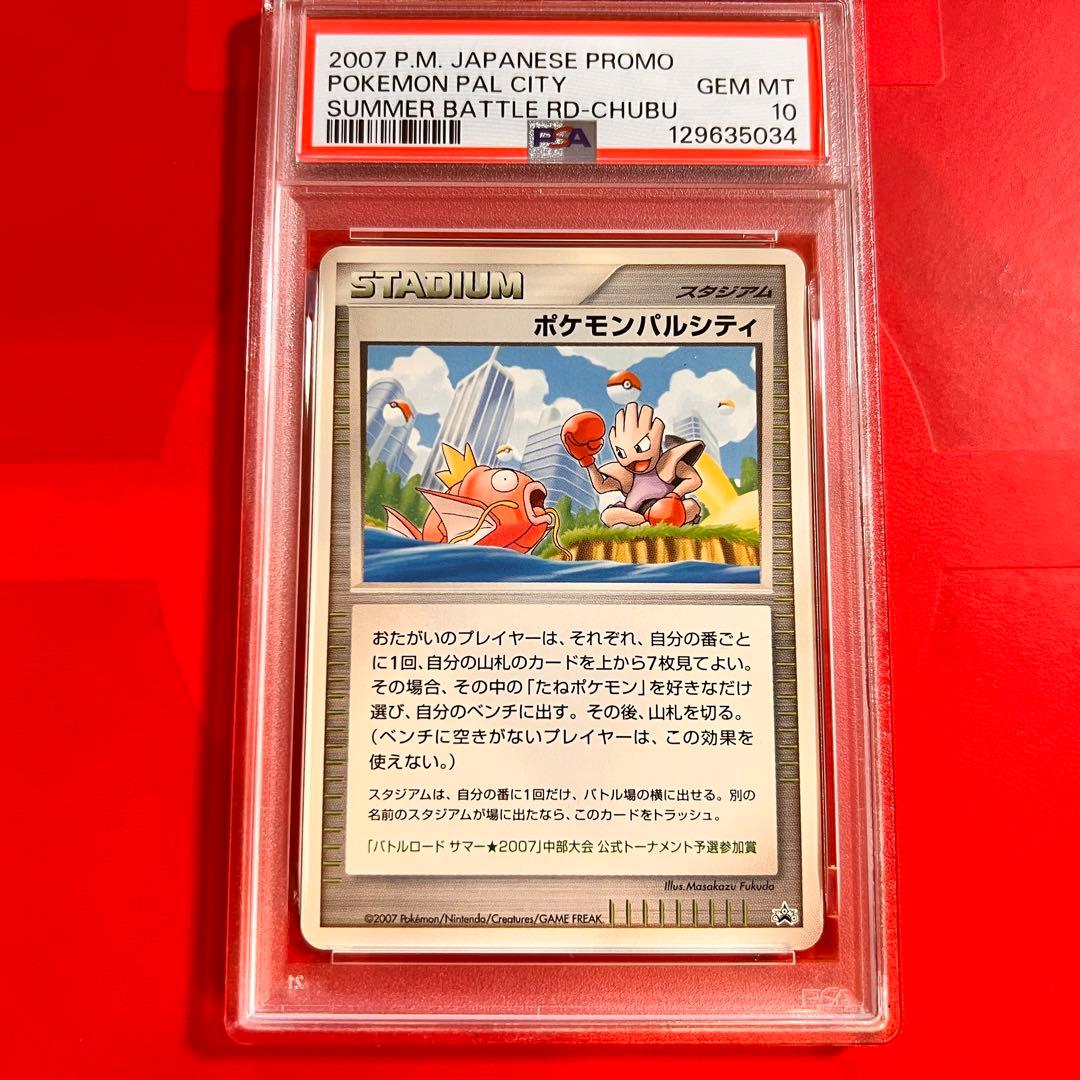 2007 P.M. JAPANESE PROMO
POKEMON PAL CITY GEM MT
SUMMER BATTLE RD-CHUBU 10
PSA 129635034
STADIUM スタジアム
ポケモンパルシティ
おたがいのプレイヤーは、それぞれ、自分の番ごと
に1回、自分の山札のカードを上から7枚見てよい。
その場合、その中の「たねポケモン」を好きなだけ
選び、自分のベンチに出す。その後、山札を切る。
(ベンチに空きがないプレイヤーは、この効果を
使えない。)
スタジアムは、自分の番に1回だけ、バトル場の横に出せる。別の
名前のスタジアムが場に出たなら、このカードをトラッシュ。
「バトルロード サマー★2007」中部大会 公式トーナメント予選参加賞
Illus.Masakazu Fukuda
©2007 Pokémon/Nintendo/Creatures/GAME FREAK.
PSA